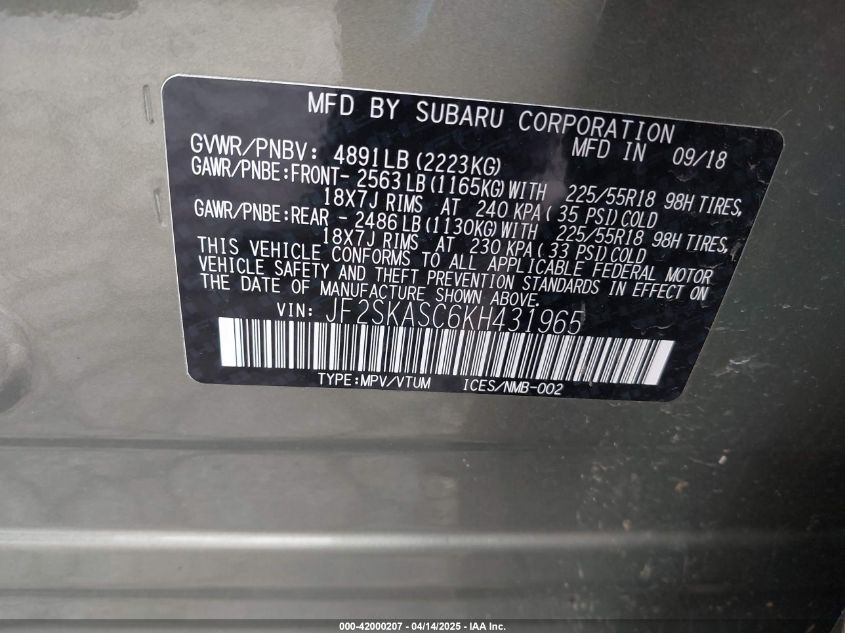 MFD BY SUBARU CORPORATION
GVWR/PNBV: 4891LB(2223KG) MFD IN 09/18
GAWR/PNBE:FRONT- 2563LB(1165KG)WITH 225/55R18 98H TIRES,
18X7J RIMS AT 240 KPA( 35 PSI)COLD
GAWR/PNBE:REAR - 2486LB(1130KG)WITH 225/55R18 98H TIRES,
18X7J RIMS AT 230 KPA( 33 PSI)COLD
THIS VEHICLE CONFORMS TO ALL APPLICABLE FEDERAL MOTOR
VEHICLE SAFETY AND THEFT PREVENTION STANDARDS IN EFFECT ON
THE DATE OF MANUFACTURE SHOWN ABOVE.
VIN: JF2SKASC6KH431965
TYPE:MPV/VTUM ICES/NMB-002
000-42000207 - 04/14/2025 - IAA Inc.